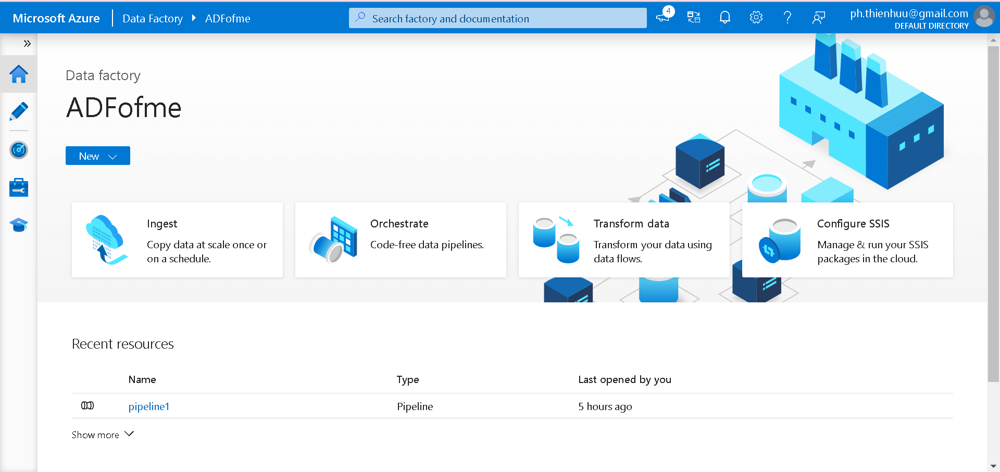 Microsoft Azure
Data Factory
ADFofme
Search factory and documentation
4
ph.thienhuu@gmail.com
DEFAULT DIRECTORY
Data factory
ADFofme
New
Ingest
Copy data at scale once or
on a schedule.
Orchestrate
Code-free data pipelines.
Transform data
Transform your data using
data flows.
Configure SSIS
Manage & run your SSIS
packages in the cloud.
Recent resources
Name
Type
Last opened by you
pipeline1
Pipeline
5 hours ago
Show more